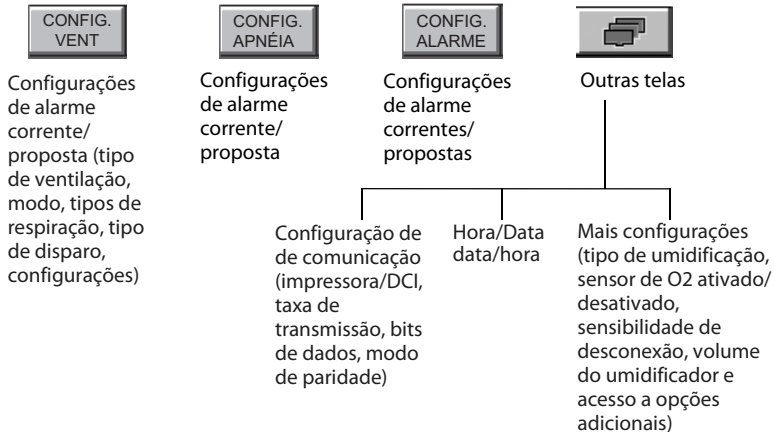 CONFIG.
VENT
CONFIG.
APNÉIA
CONFIG.
ALARME
Configurações
de alarme
corrente/
proposta (tipo
de ventilação,
modo, tipos de
respiração, tipo
de disparo,
configurações)
Configurações
de alarme
corrente/
proposta
Configurações
de alarme
correntes/
propostas
Outras telas
Configuração de
de comunicação
(impressora/DCI,
taxa de
transmissão, bits
de dados, modo
de paridade)
Hora/Data
data/hora
Mais configurações
(tipo de umidificação,
sensor de O2 ativado/
desativado,
sensibilidade de
desconexão, volume
do umidificador e
acesso a opções
adicionais)